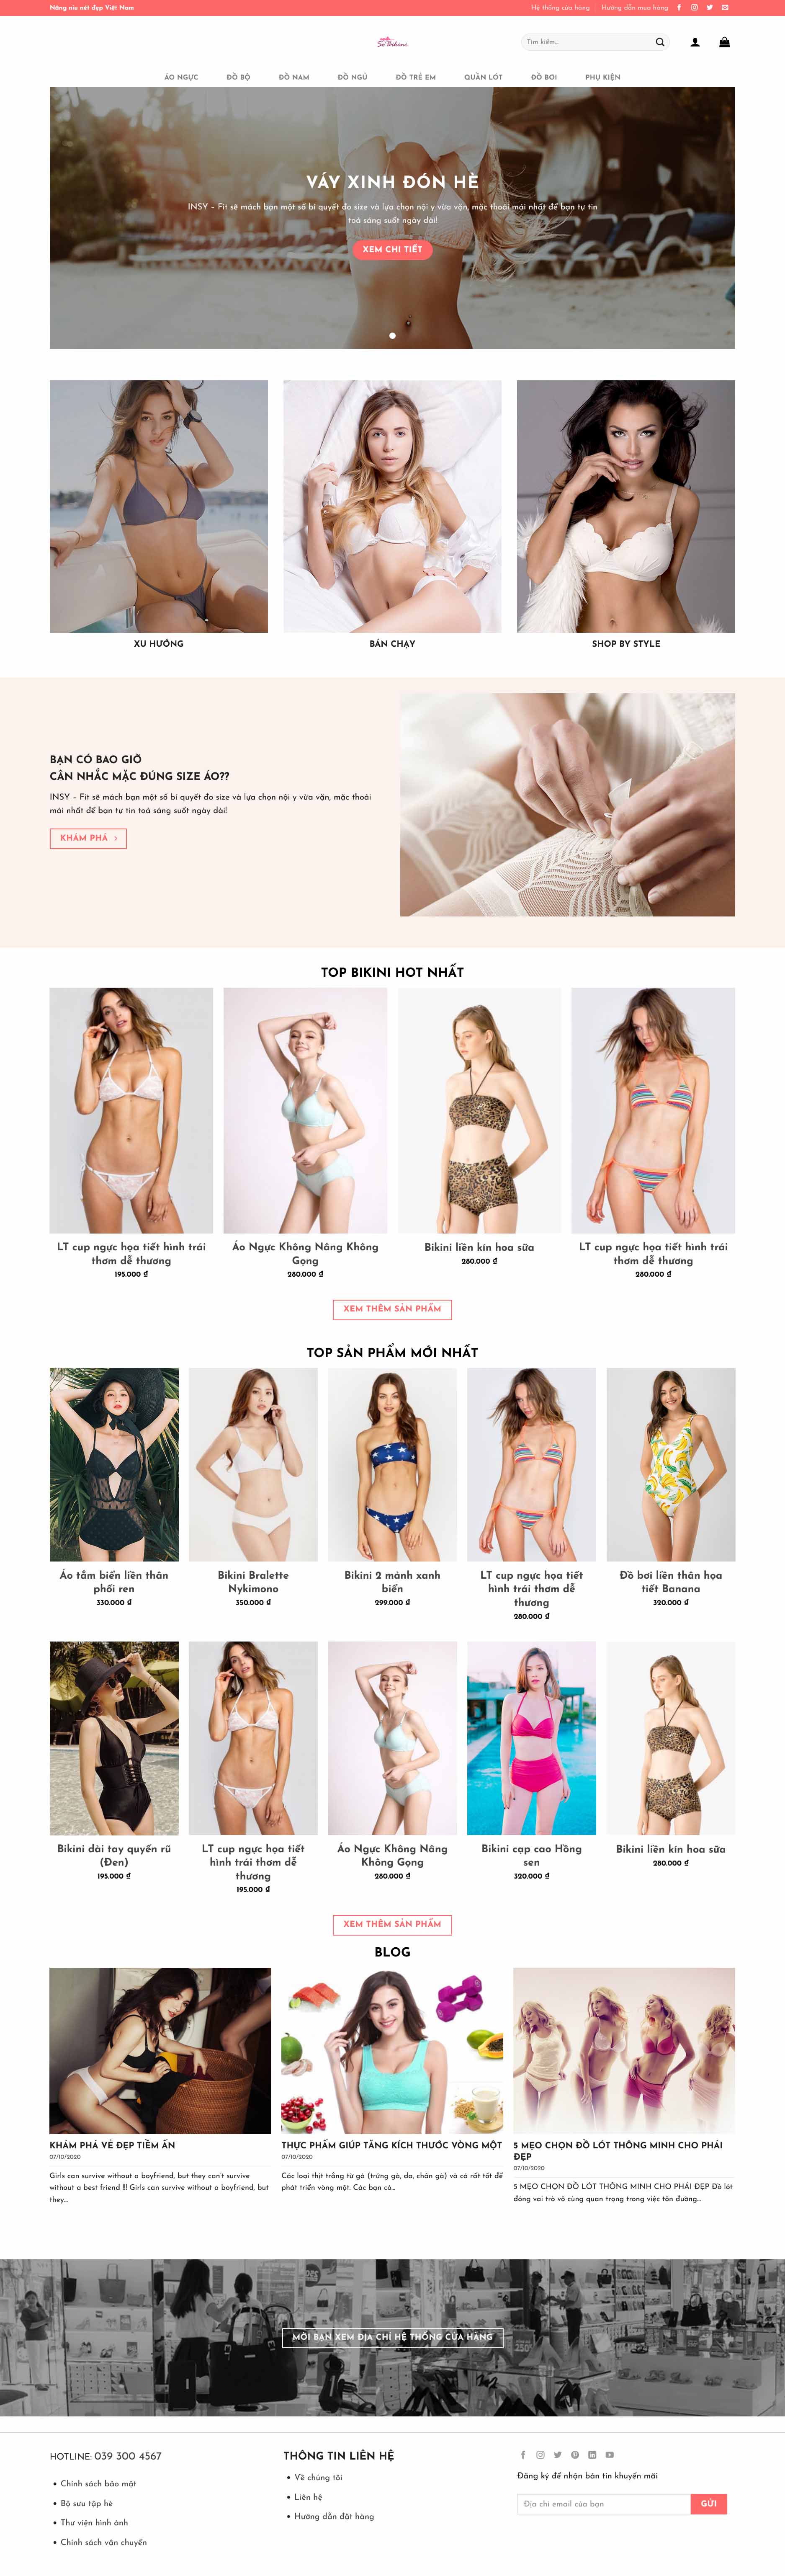 Nâng niu nét đẹp Việt Nam
Hệ thống cửa hàng
Hướng dẫn mua hàng
Su Bikini
Tìm kiếm...
ÁO NGỰC
ĐỒ BỘ
ĐỒ NAM
ĐỒ NGỦ
ĐỒ TRẺ EM
QUẦN LÓT
ĐỒ BƠI
PHỤ KIỆN
VÁY XINH ĐÓN HÈ
INSY – Fit sẽ mách bạn một số bí quyết đo size và lựa chọn nội y vừa vặn, mặc thoải mái nhất để bạn tự tin
toả sáng suốt ngày dài!
XEM CHI TIẾT
XU HƯỚNG
BÁN CHẠY
SHOP BY STYLE
BẠN CÓ BAO GIỜ
CÂN NHẮC MẶC ĐÚNG SIZE ÁO??
INSY – Fit sẽ mách bạn một số bí quyết đo size và lựa chọn nội y vừa vặn, mặc thoải
mái nhất để bạn tự tin toả sáng suốt ngày dài!
KHÁM PHÁ
TOP BIKINI HOT NHẤT
LT cup ngực họa tiết hình trái
thơm dễ thương
195.000 ₫
Áo Ngực Không Nâng Không
Gọng
280.000 ₫
Bikini liền kín hoa sữa
280.000 ₫
LT cup ngực họa tiết hình trái
thơm dễ thương
280.000 ₫
XEM THÊM SẢN PHẨM
TOP SẢN PHẨM MỚI NHẤT
Áo tắm biển liền thân
phối ren
330.000 ₫
Bikini Bralette
Nykimono
350.000 ₫
Bikini 2 mảnh xanh
biển
299.000 ₫
LT cup ngực họa tiết
hình trái thơm dễ
thương
280.000 ₫
Đồ bơi liền thân họa
tiết Banana
320.000 ₫
Bikini dài tay quyến rũ
(Đen)
195.000 ₫
LT cup ngực họa tiết
hình trái thơm dễ
thương
195.000 ₫
Áo Ngực Không Nâng
Không Gọng
280.000 ₫
Bikini cạp cao Hồng
sen
320.000 ₫
Bikini liền kín hoa sữa
280.000 ₫
XEM THÊM SẢN PHẨM
BLOG
KHÁM PHÁ VẺ ĐẸP TIỀM ẨN
07/10/2020
Girls can survive without a boyfriend, but they can't survive
without a best friend !!! Girls can survive without a boyfriend, but
they...
THỰC PHẨM GIÚP TĂNG KÍCH THƯỚC VÒNG MỘT
07/10/2020
Các loại thịt trắng từ gà (trứng gà, da, chân gà) và cá rất tốt để
phát triển vòng một. Các bạn có...
5 MẸO CHỌN ĐỒ LÓT THÔNG MINH CHO PHÁI
ĐẸP
07/10/2020
5 MẸO CHỌN ĐỒ LÓT THÔNG MINH CHO PHÁI ĐẸP Đồ lót
đóng vai trò vô cùng quan trọng trong việc tôn đường...
MỜI BẠN XEM ĐỊA CHỈ HỆ THỐNG CỬA HÀNG
HOTLINE: 039 300 4567
Chính sách bảo mật
Bộ sưu tập hè
Thư viện hình ảnh
Chính sách vận chuyển
THÔNG TIN LIÊN HỆ
Về chúng tôi
Liên hệ
Hướng dẫn đặt hàng
Đăng ký để nhận bản tin khuyến mãi
Địa chỉ email của bạn
GỬI